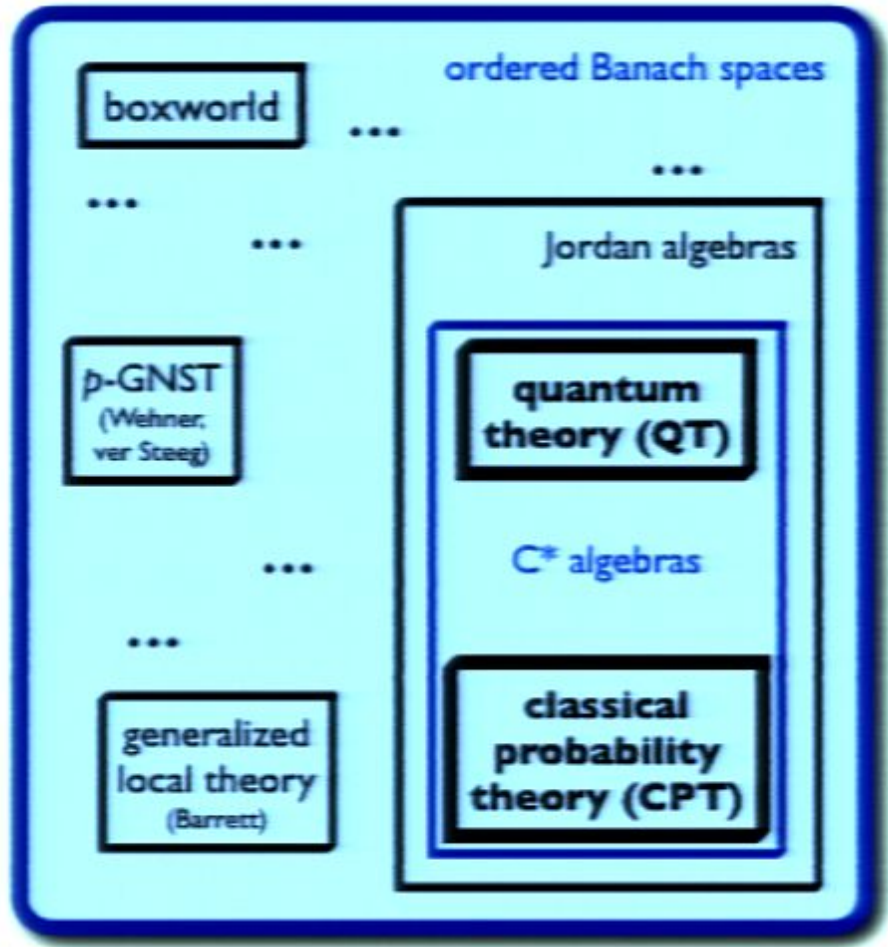 ordered Banach spaces
boxworld
...
...
...
...
Jordan algebras
p-GNST
(Wehner,
ver Steeg)
quantum
theory (QT)
C* algebras
...
...
generalized
local theory
(Barrett)
classical
probability
theory (CPT)